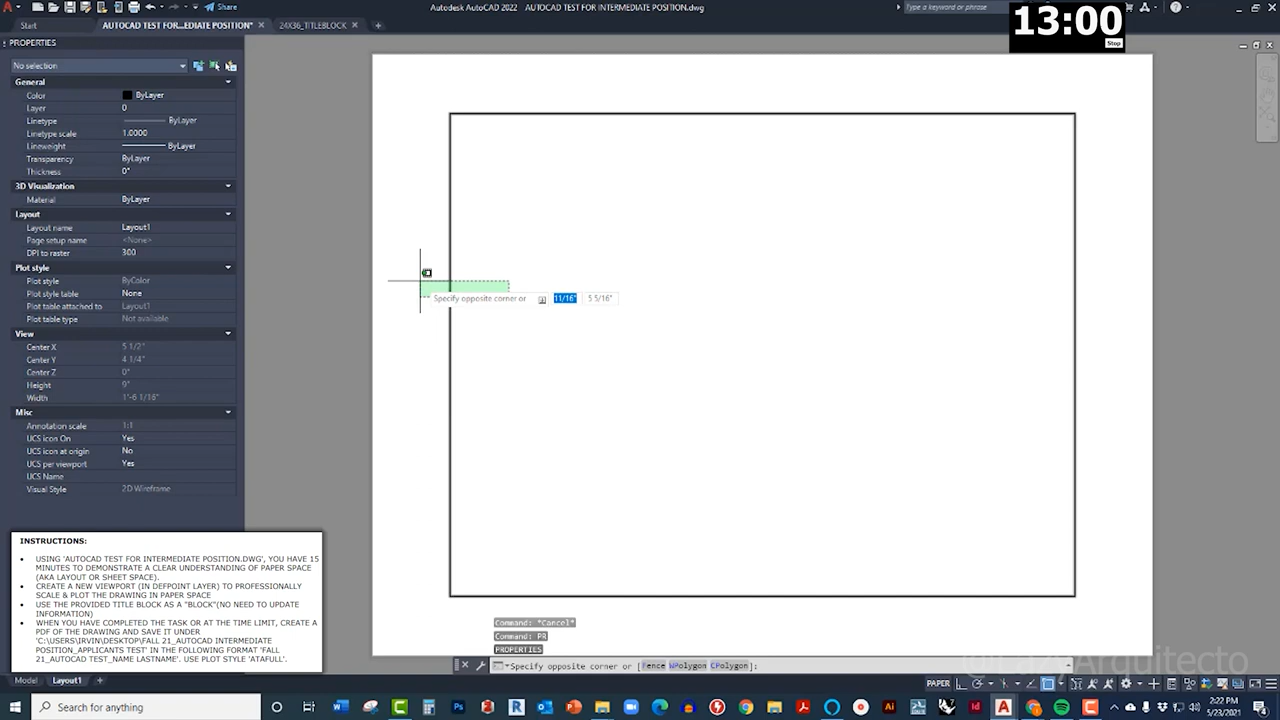 Share
Autodesk AutoCAD 2022 AUTOCAD TEST FOR INTERMEDIATE POSITION.dwg
Type a keyword or phrase
13:00
Stop
Start
AUTOCAD TEST FOR...EDIATE POSITION*
24X36_TITLEBLOCK
PROPERTIES
No selection
General
Color ByLayer
Layer 0
Linetype ByLayer
Linetype scale 1.0000
Lineweight ByLayer
Transparency ByLayer
Thickness 0"
3D Visualization
Material ByLayer
Layout
Layout name Layout1
Page setup name <None>
DPI to raster 300
Plot style
Plot style ByColor
Plot style table None
Plot table attached to Layout1
Plot table type Not available
View
Center X 5 1/2"
Center Y 4 1/4"
Center Z 0"
Height 9"
Width 1'-6 1/16"
Misc
Annotation scale 1:1
UCS icon On Yes
UCS icon at origin No
UCS per viewport Yes
UCS Name
Visual Style 2D Wireframe
Specify opposite corner or 11/16" 5 5/16"
INSTRUCTIONS:
• USING 'AUTOCAD TEST FOR INTERMEDIATE POSITION.DWG', YOU HAVE 15
MINUTES TO DEMONSTRATE A CLEAR UNDERSTANDING OF PAPER SPACE
(AKA LAYOUT OR SHEET SPACE).
• CREATE A NEW VIEWPORT (IN DEFPOINT LAYER) TO PROFESSIONALLY
SCALE & PLOT THE DRAWING IN PAPER SPACE
• USE THE PROVIDED TITLE BLOCK AS A "BLOCK"(NO NEED TO UPDATE
INFORMATION)
• WHEN YOU HAVE COMPLETED THE TASK OR AT THE TIME LIMIT, CREATE A
PDF OF THE DRAWING AND SAVE IT UNDER
'C:\USERS\IRVIN\DESKTOP\FALL 21_AUTOCAD INTERMEDIATE
POSITION_APPLICANTS TEST' IN THE FOLLOWING FORMAT 'FALL
21_AUTOCAD TEST_NAME LASTNAME'. USE PLOT STYLE 'ATAFULL'.
Command: *Cancel*
Command: PR
PROPERTIES
Specify opposite corner or [Fence WPolygon CPolygon]:
@LazyArquitecto
Model Layout1
PAPER
Search for anything
2:22 PM
5/23/2021